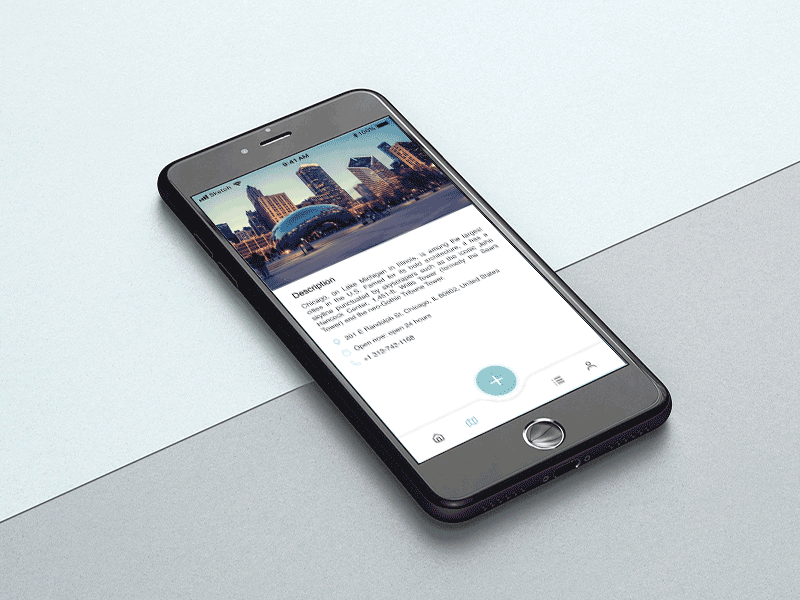 Sketch
9:41 AM
100%
Description
Chicago, on Lake Michigan in Illinois, is among the largest
cities in the U.S. Famed for its bold architecture, it has a
skyline punctuated by skyscrapers such as the iconic John
Hancock Center, 1,451-ft. Willis Tower (formerly the Sears
Tower) and the neo-Gothic Tribune Tower.
201 E Randolph St, Chicago, IL 60602, United States
Open now: open 24 hours
+1 312-742-1168